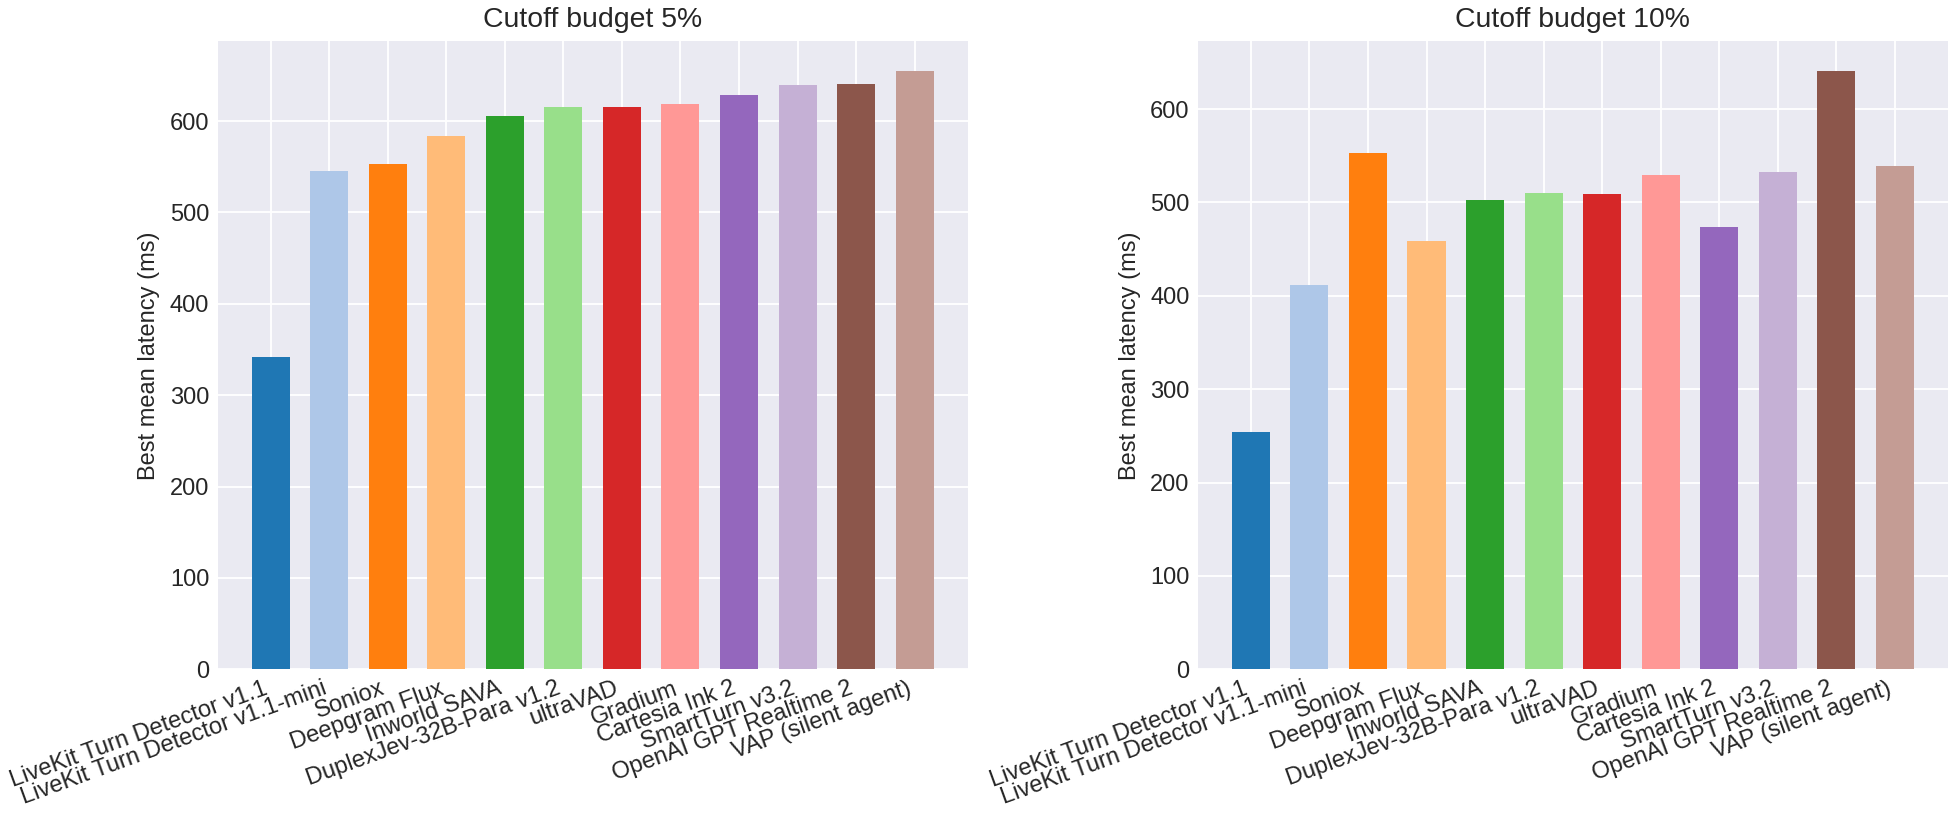 Cutoff budget 5%
Best mean latency (ms)
600
500
400
300
200
100
0
LiveKit Turn Detector v1.1
LiveKit Turn Detector v1.1-mini
Soniox
Deepgram Flux
Inworld SAVA
DuplexJev-32B-Para v1.2
ultraVAD
Gradium
Cartesia Ink 2
SmartTurn v3.2
OpenAI GPT Realtime 2
VAP (silent agent)
Cutoff budget 10%
Best mean latency (ms)
600
500
400
300
200
100
0
LiveKit Turn Detector v1.1
LiveKit Turn Detector v1.1-mini
Soniox
Deepgram Flux
Inworld SAVA
DuplexJev-32B-Para v1.2
ultraVAD
Gradium
Cartesia Ink 2
SmartTurn v3.2
OpenAI GPT Realtime 2
VAP (silent agent)